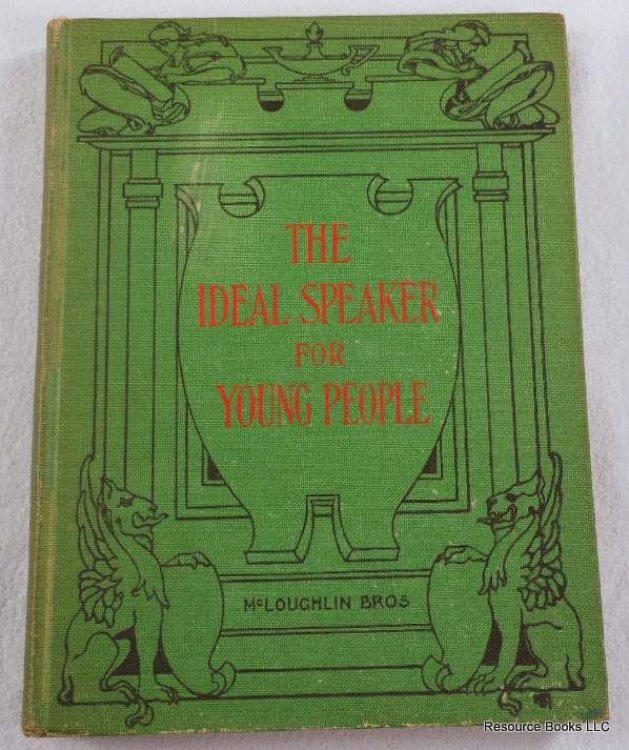 THE
IDEAL SPEAKER
FOR
YOUNG PEOPLE
McLOUGHLIN BROS
Resource Books LLC